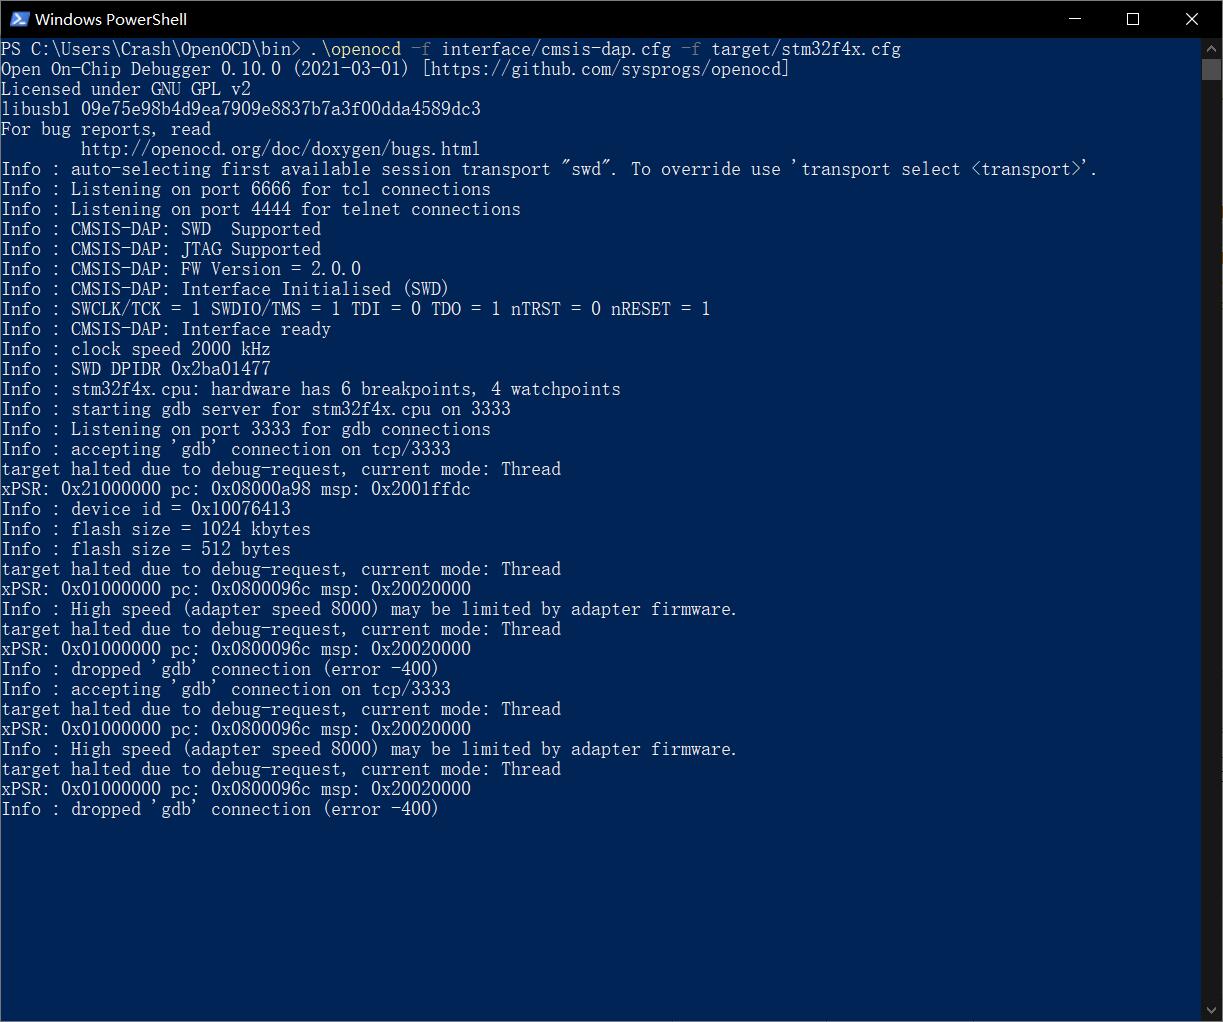 Windows PowerShell
PS C:\Users\Crash\OpenOCD\bin> .\openocd -f interface/cmsis-dap.cfg -f target/stm32f4x.cfg
Open On-Chip Debugger 0.10.0 (2021-03-01) [https://github.com/sysprogs/openocd]
Licensed under GNU GPL v2
libusb1 09e75e98b4d9ea7909e8837b7a3f00dda4589dc3
For bug reports, read
        http://openocd.org/doc/doxygen/bugs.html
Info : auto-selecting first available session transport "swd". To override use 'transport select <transport>'.
Info : Listening on port 6666 for tcl connections
Info : Listening on port 4444 for telnet connections
Info : CMSIS-DAP: SWD  Supported
Info : CMSIS-DAP: JTAG Supported
Info : CMSIS-DAP: FW Version = 2.0.0
Info : CMSIS-DAP: Interface Initialised (SWD)
Info : SWCLK/TCK = 1 SWDIO/TMS = 1 TDI = 0 TDO = 1 nTRST = 0 nRESET = 1
Info : CMSIS-DAP: Interface ready
Info : clock speed 2000 kHz
Info : SWD DPIDR 0x2ba01477
Info : stm32f4x.cpu: hardware has 6 breakpoints, 4 watchpoints
Info : starting gdb server for stm32f4x.cpu on 3333
Info : Listening on port 3333 for gdb connections
Info : accepting 'gdb' connection on tcp/3333
target halted due to debug-request, current mode: Thread
xPSR: 0x21000000 pc: 0x08000a98 msp: 0x2001ffdc
Info : device id = 0x10076413
Info : flash size = 1024 kbytes
Info : flash size = 512 bytes
target halted due to debug-request, current mode: Thread
xPSR: 0x01000000 pc: 0x0800096c msp: 0x20020000
Info : High speed (adapter speed 8000) may be limited by adapter firmware.
target halted due to debug-request, current mode: Thread
xPSR: 0x01000000 pc: 0x0800096c msp: 0x20020000
Info : dropped 'gdb' connection (error -400)
Info : accepting 'gdb' connection on tcp/3333
target halted due to debug-request, current mode: Thread
xPSR: 0x01000000 pc: 0x0800096c msp: 0x20020000
Info : High speed (adapter speed 8000) may be limited by adapter firmware.
target halted due to debug-request, current mode: Thread
xPSR: 0x01000000 pc: 0x0800096c msp: 0x20020000
Info : dropped 'gdb' connection (error -400)